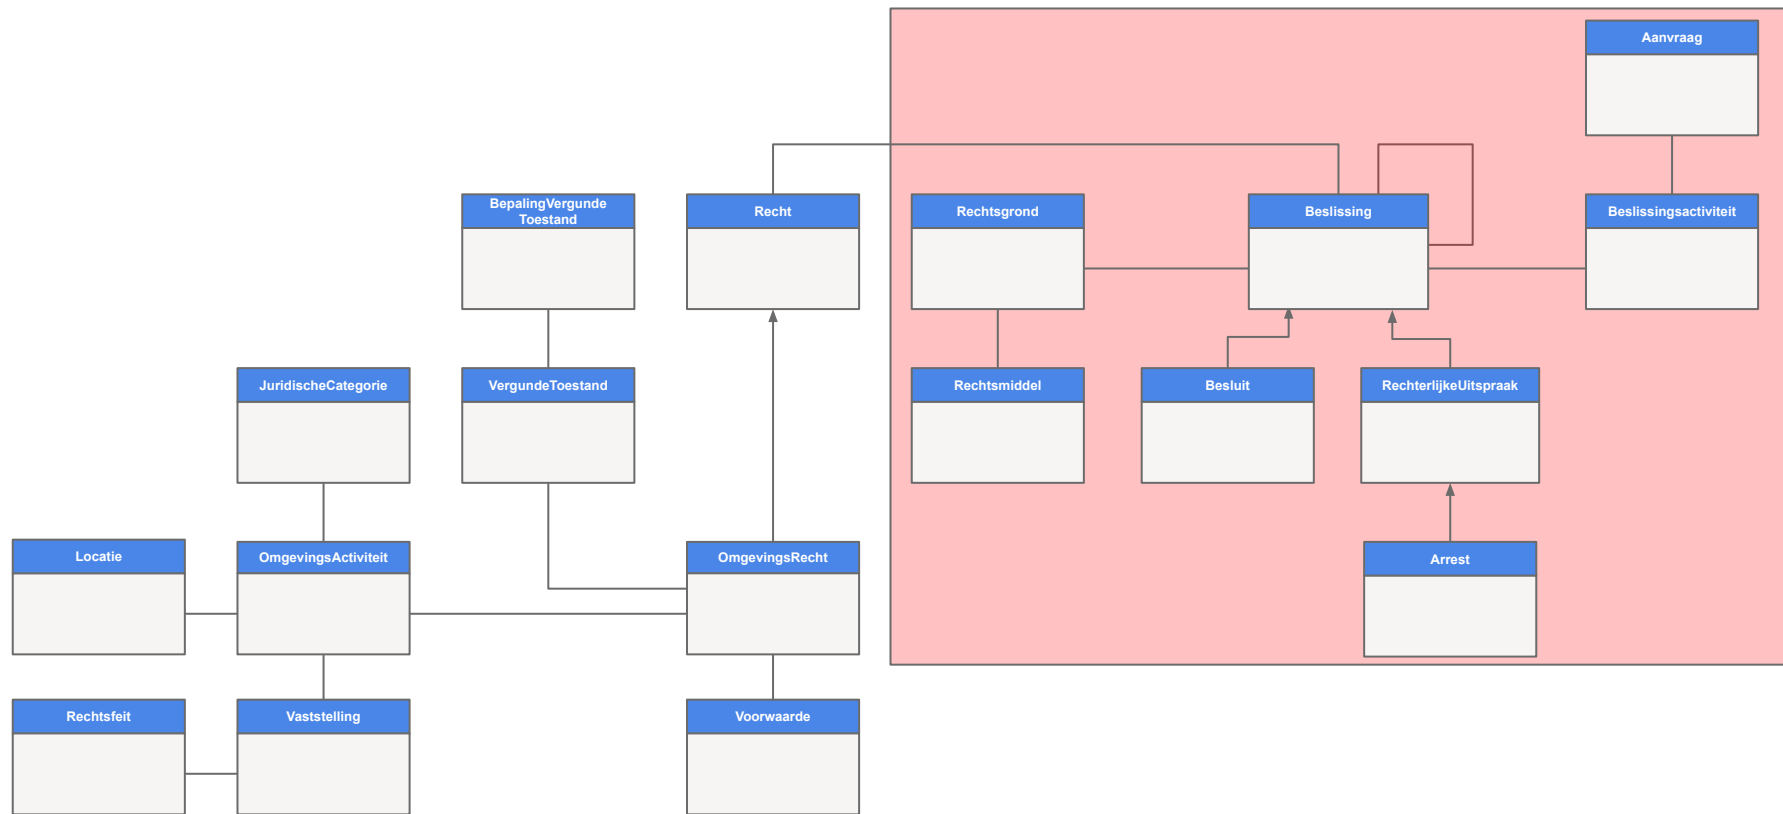 Aanvraag
BepalingVergunde
Toestand
Recht
Rechtsgrond
Beslissing
Beslissingsactiviteit
JuridischeCategorie
VergundeToestand
Rechtsmiddel
Besluit
RechterlijkeUitspraak
Locatie
OmgevingsActiviteit
OmgevingsRecht
Arrest
Rechtsfeit
Vaststelling
Voorwaarde